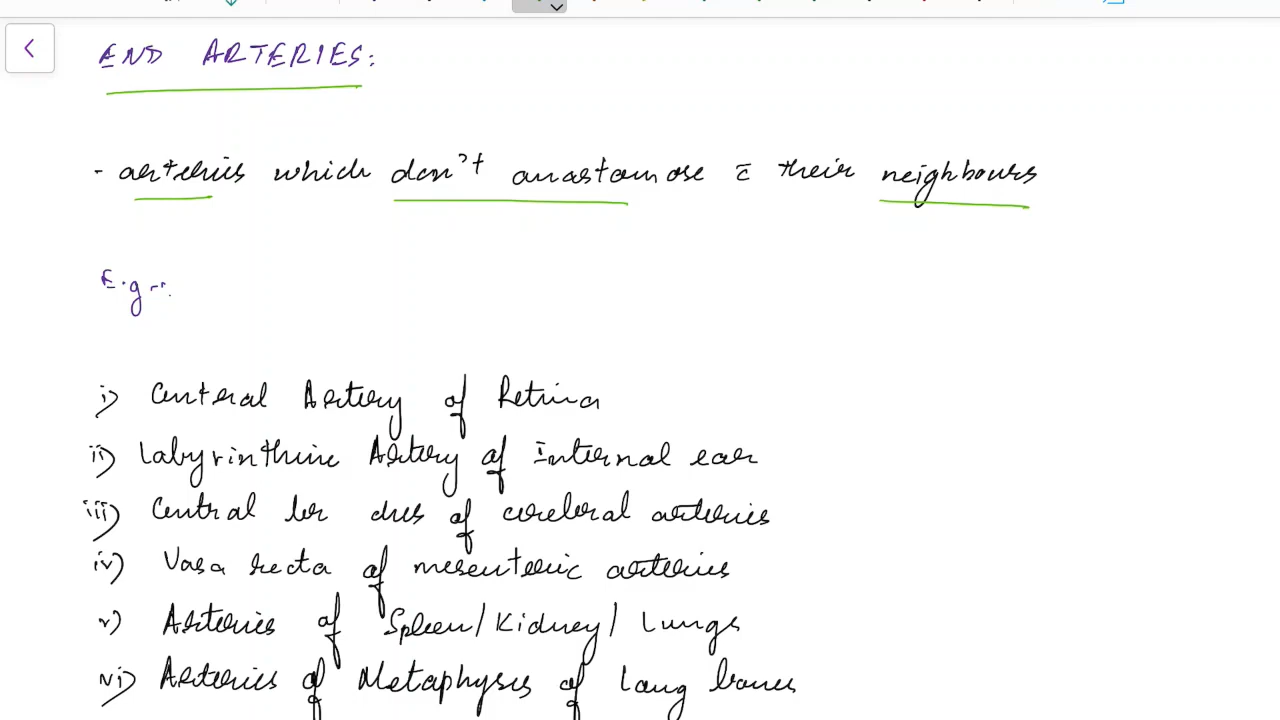 END ARTERIES:
- arteries which don't anastomose c̄ their neighbours
E.g -:
i) Central Artery of Retina
ii) Labyrinthine Artery of Internal ear
iii) Central of cerebral arteries
iv) Vasa recta of mesenteric arteries
v) Arteries of Spleen/Kidney/Lungs
vi) Arteries of Metaphyses of Long bones